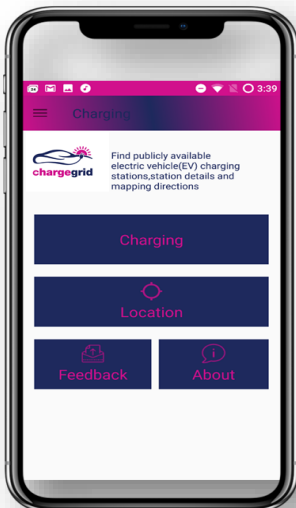 3:39
Charging
chargegrid
Find publicly available
electric vehicle(EV) charging
stations,station details and
mapping directions
Charging
Location
Feedback
About